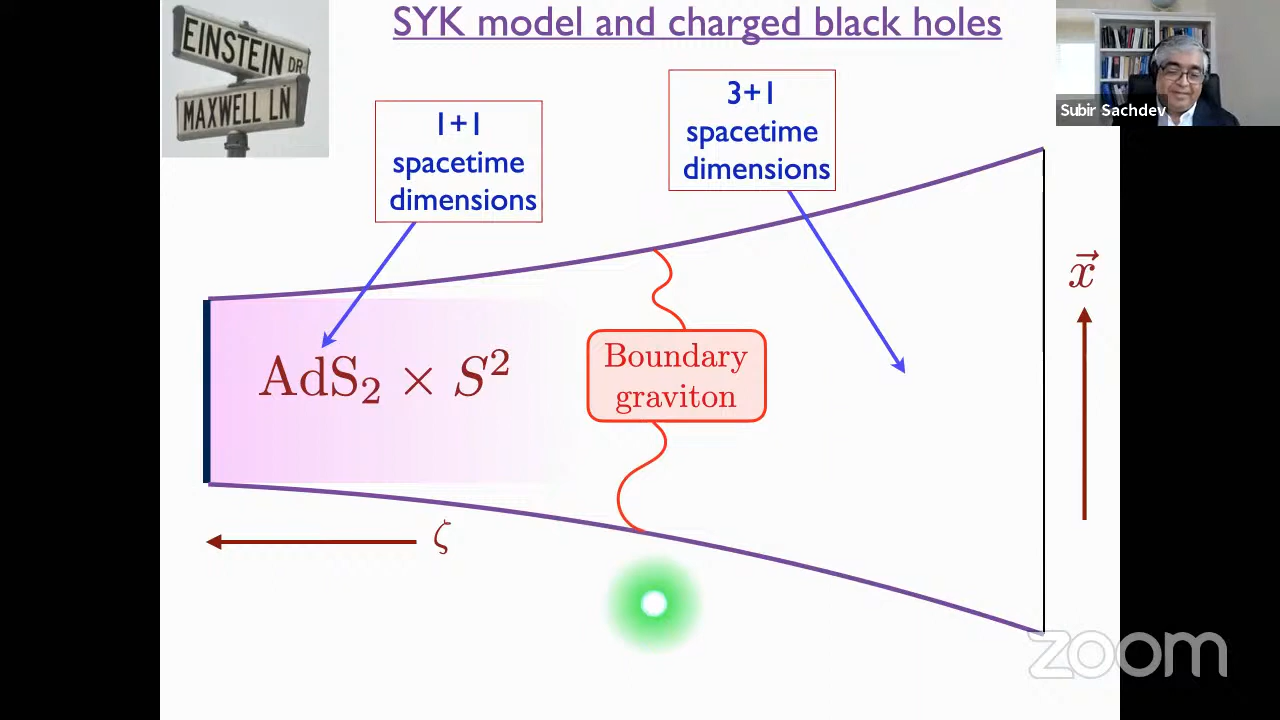 SYK model and charged black holes
EINSTEIN DR
MAXWELL LN
1+1
spacetime
dimensions
3+1
spacetime
dimensions
Subir Sachdev
x⃗
AdS₂ × S²
Boundary
graviton
ζ
zoom